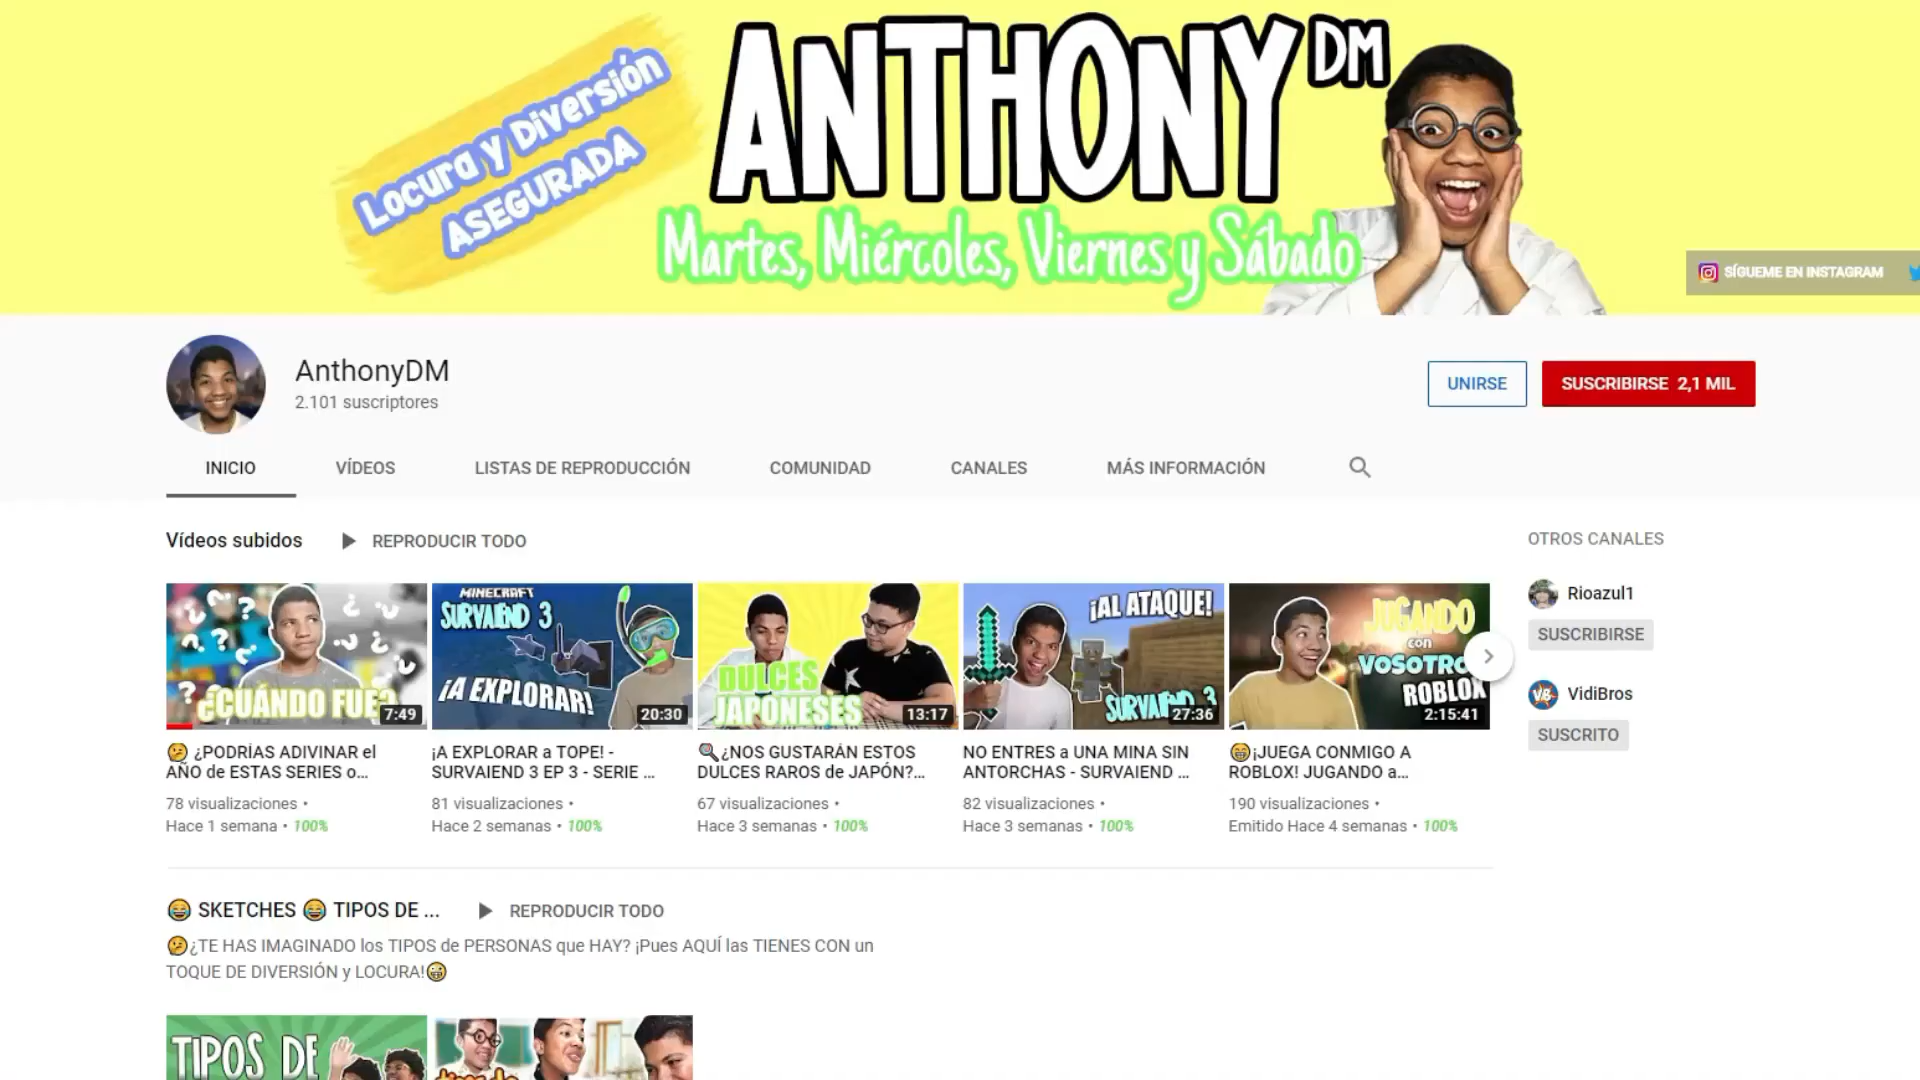 Locura y Diversión
ASEGURADA
ANTHONY DM
Martes, Miércoles, Viernes y Sábado
SÍGUEME EN INSTAGRAM
AnthonyDM
2.101 suscriptores
UNIRSE
SUSCRIBIRSE 2,1 MIL
INICIO
VÍDEOS
LISTAS DE REPRODUCCIÓN
COMUNIDAD
CANALES
MÁS INFORMACIÓN
Vídeos subidos
REPRODUCIR TODO
¿CUÁNDO FUE?
7:49
MINECRAFT
SURVAIEND 3
¡A EXPLORAR!
20:30
DULCES
JAPONESES
13:17
¡AL ATAQUE!
SURVAIEND 3
27:36
JUGANDO
con
VOSOTRO
ROBLOX
2:15:41
🤔 ¿PODRÍAS ADIVINAR el
AÑO de ESTAS SERIES o...
78 visualizaciones •
Hace 1 semana • 100%
¡A EXPLORAR a TOPE! -
SURVAIEND 3 EP 3 - SERIE ...
81 visualizaciones •
Hace 2 semanas • 100%
🍭¿NOS GUSTARÁN ESTOS
DULCES RAROS de JAPÓN?...
67 visualizaciones •
Hace 3 semanas • 100%
NO ENTRES a UNA MINA SIN
ANTORCHAS - SURVAIEND ...
82 visualizaciones •
Hace 3 semanas • 100%
😁¡JUEGA CONMIGO A
ROBLOX! JUGANDO a...
190 visualizaciones •
Emitido Hace 4 semanas • 100%
OTROS CANALES
Rioazul1
SUSCRIBIRSE
VB
VidiBros
SUSCRITO
😂 SKETCHES 😂 TIPOS DE ...
REPRODUCIR TODO
🤔¿TE HAS IMAGINADO los TIPOS de PERSONAS que HAY? ¡Pues AQUÍ las TIENES CON un
TOQUE DE DIVERSIÓN y LOCURA!😁
TIPOS DE